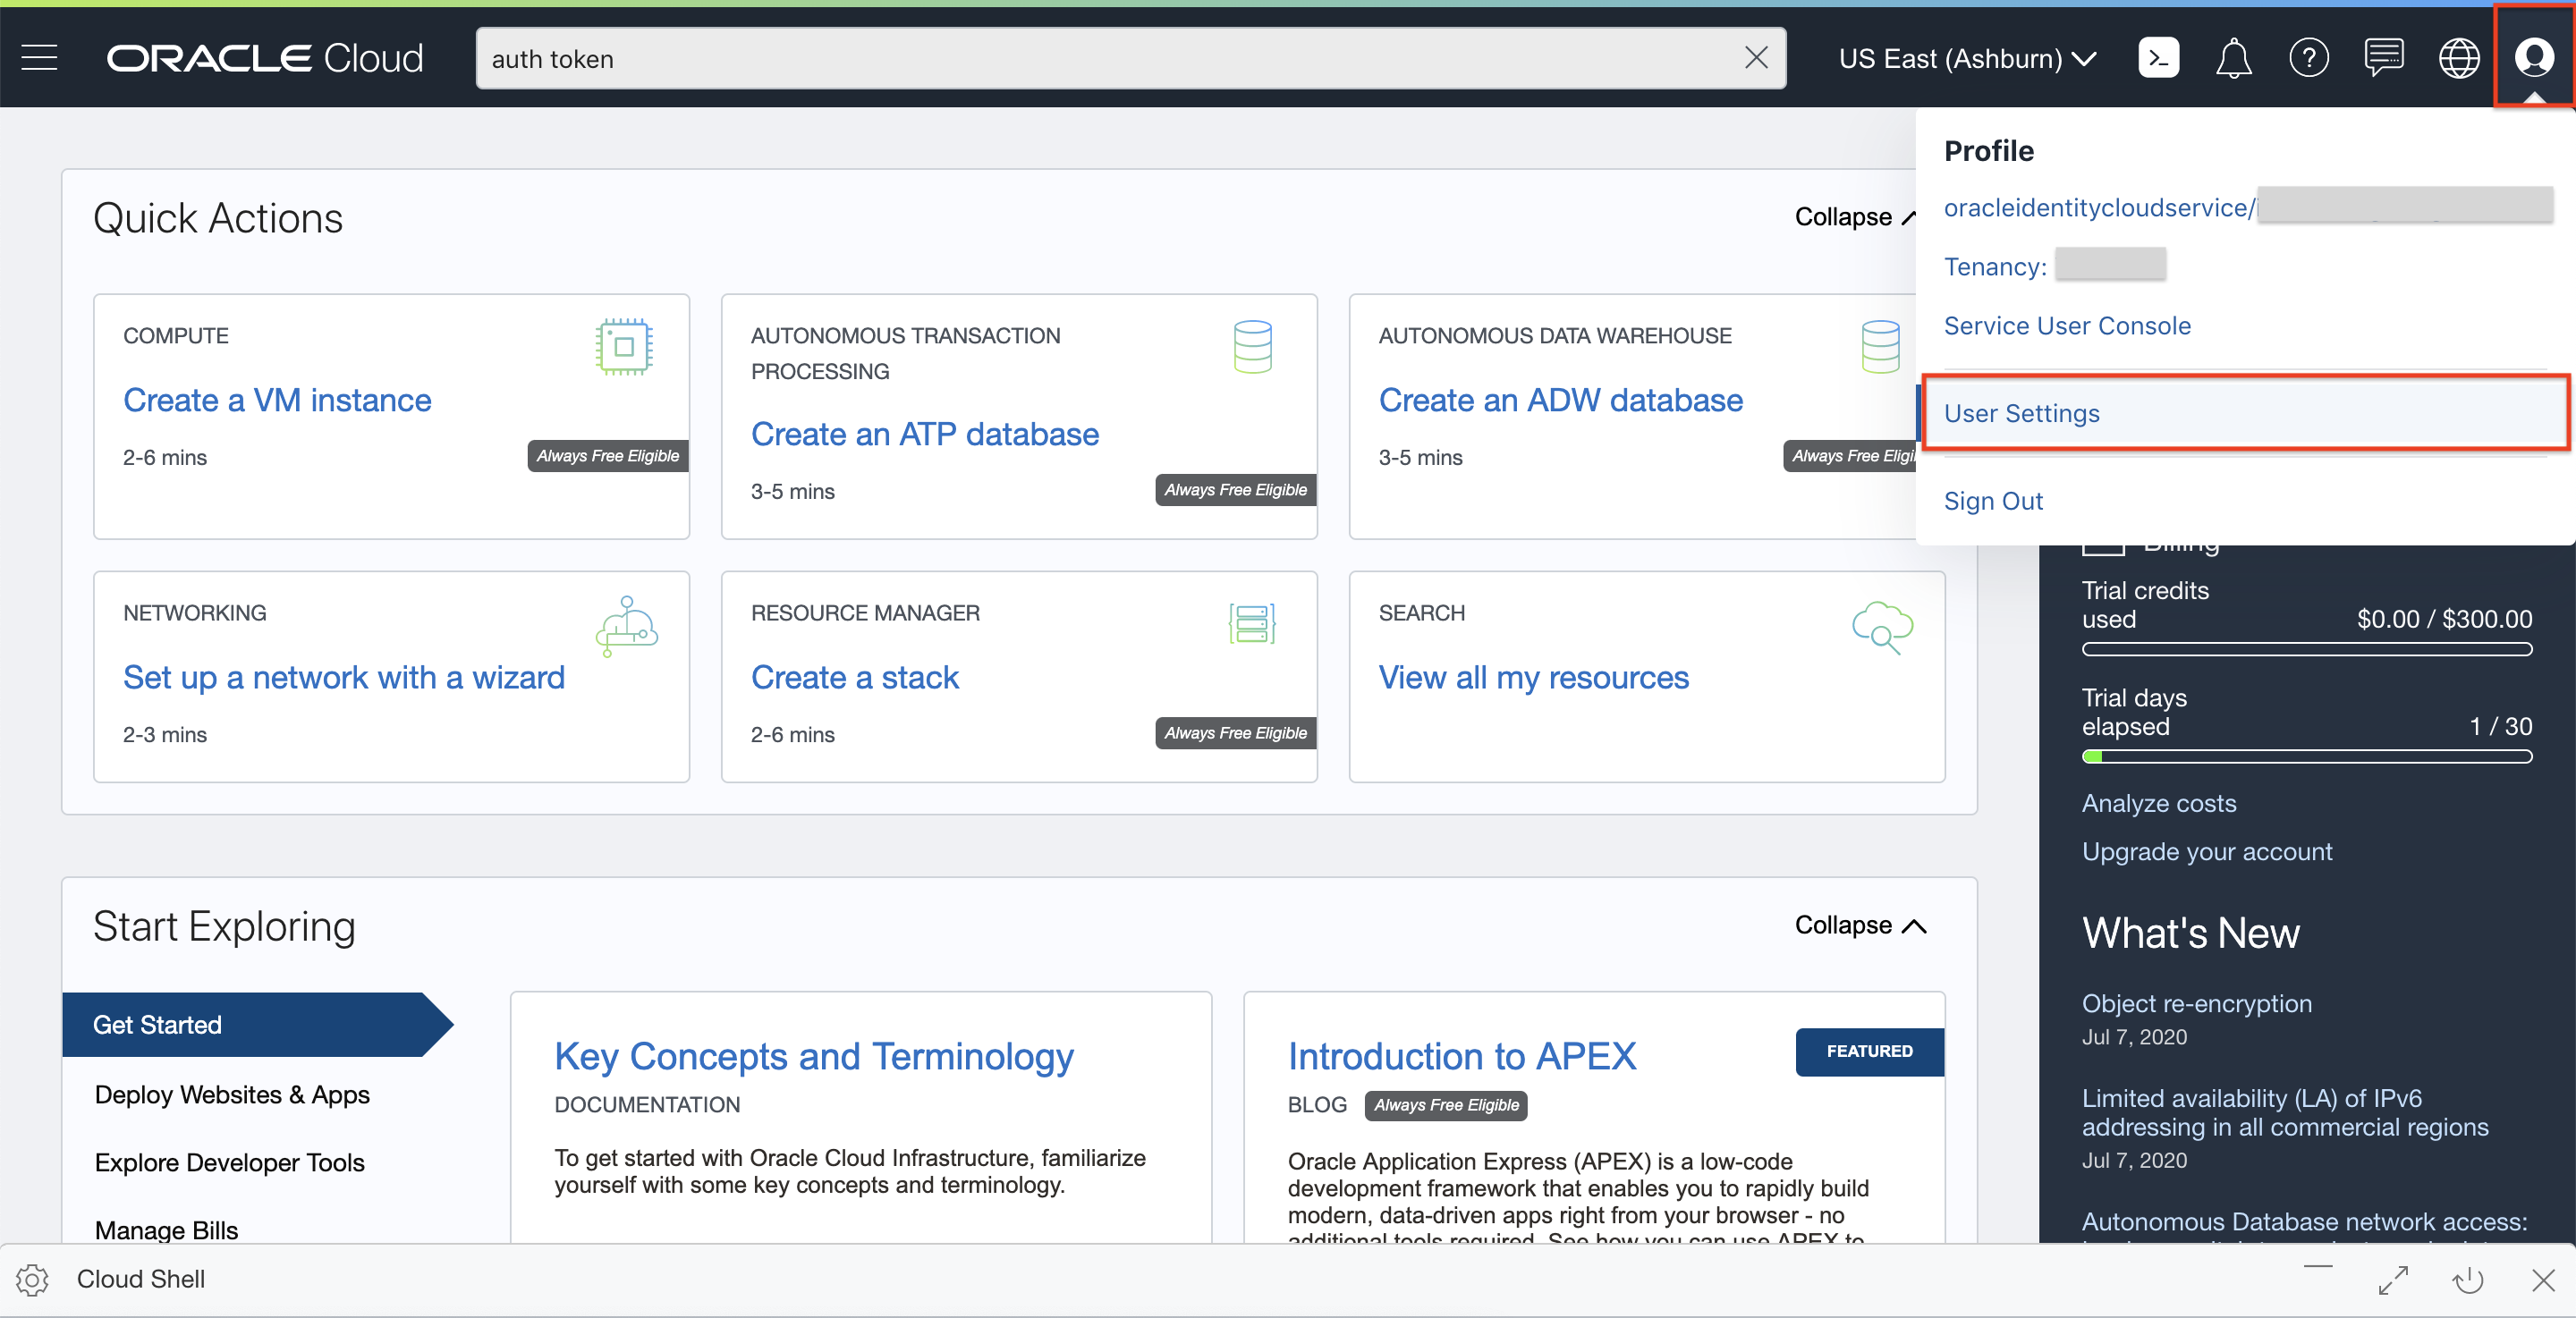 ORACLE Cloud
auth token
US East (Ashburn)
Profile
oracleidentitycloudservice/
Tenancy:
Service User Console
User Settings
Sign Out
Quick Actions
Collapse
COMPUTE
Create a VM instance
2-6 mins
Always Free Eligible
AUTONOMOUS TRANSACTION
PROCESSING
Create an ATP database
3-5 mins
Always Free Eligible
AUTONOMOUS DATA WAREHOUSE
Create an ADW database
3-5 mins
Always Free
NETWORKING
Set up a network with a wizard
2-3 mins
RESOURCE MANAGER
Create a stack
2-6 mins
Always Free Eligible
SEARCH
View all my resources
Billing
Trial credits
used
$0.00 / $300.00
Trial days
elapsed
1 / 30
Analyze costs
Upgrade your account
What's New
Object re-encryption
Jul 7, 2020
Limited availability (LA) of IPv6
addressing in all commercial regions
Jul 7, 2020
Autonomous Database network access:
Start Exploring
Collapse
Get Started
Deploy Websites & Apps
Explore Developer Tools
Manage Bills
Key Concepts and Terminology
DOCUMENTATION
To get started with Oracle Cloud Infrastructure, familiarize
yourself with some key concepts and terminology.
Introduction to APEX
FEATURED
BLOG
Always Free Eligible
Oracle Application Express (APEX) is a low-code
development framework that enables you to rapidly build
modern, data-driven apps right from your browser - no
additional tools required. See how you can use APEX to
Cloud Shell